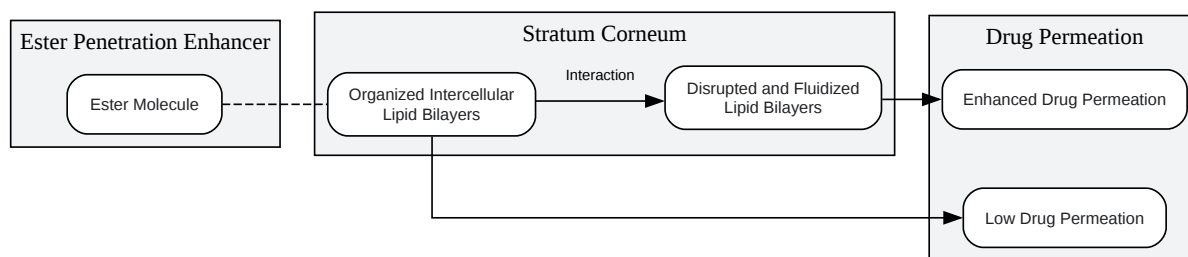 Ester Penetration Enhancer
Ester Molecule
Stratum Corneum
Organized Intercellular
Lipid Bilayers
Interaction
Disrupted and Fluidized
Lipid Bilayers
Drug Permeation
Enhanced Drug Permeation
Low Drug Permeation